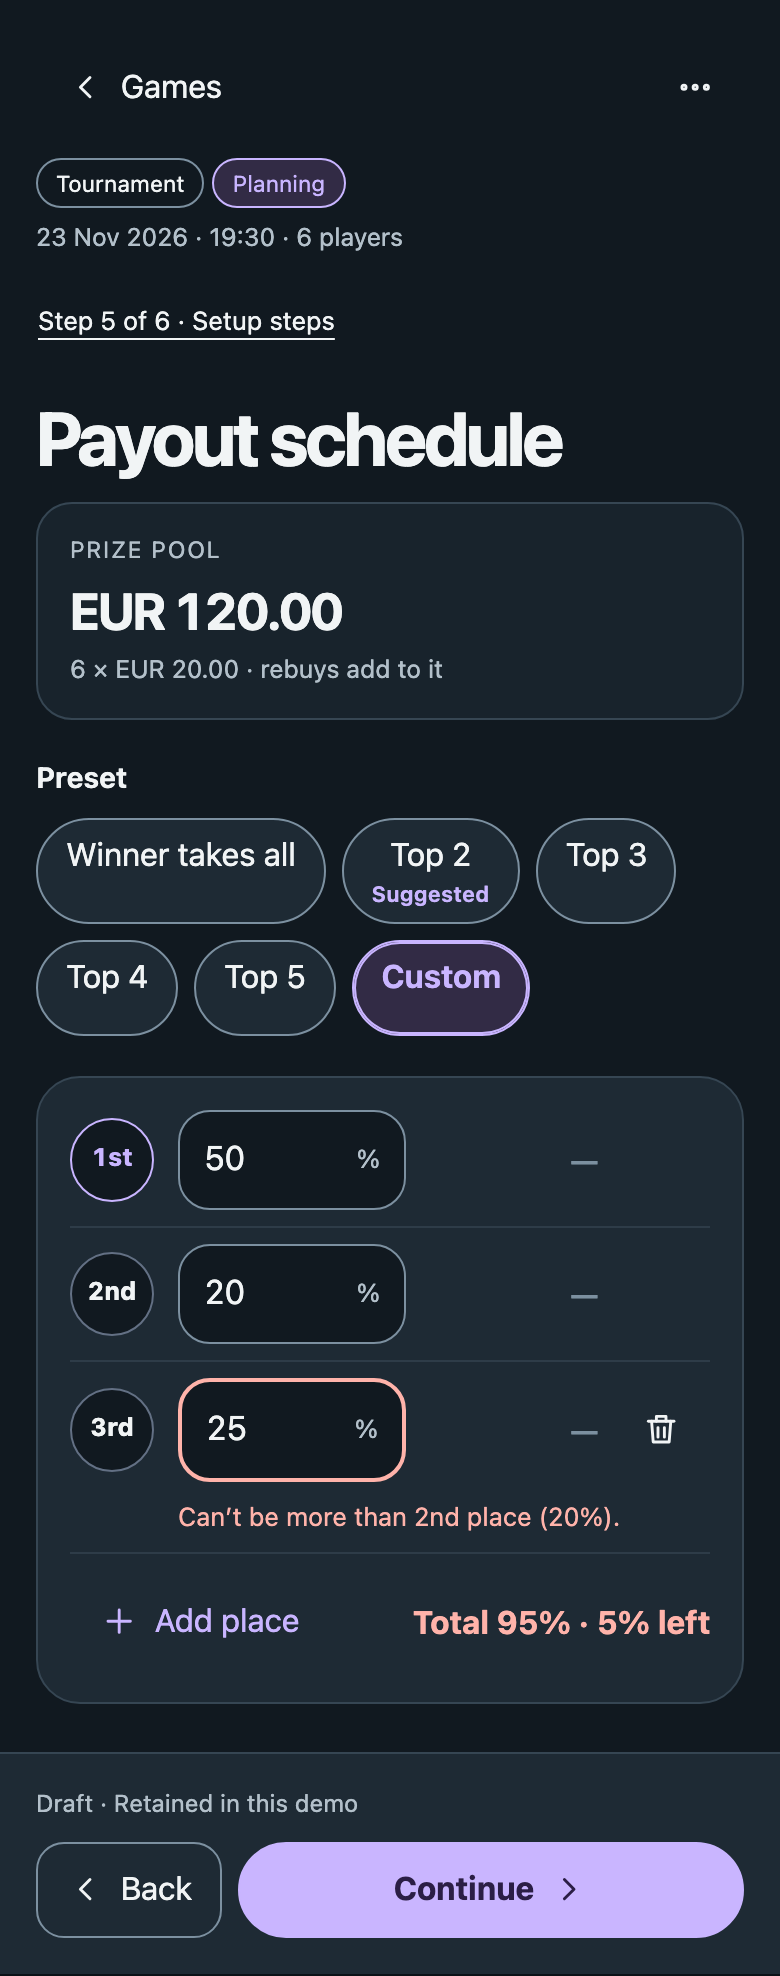 Games
Tournament Planning
23 Nov 2026 · 19:30 · 6 players
Step 5 of 6 · Setup steps
Payout schedule
PRIZE POOL
EUR 120.00
6 × EUR 20.00 · rebuys add to it
Preset
Winner takes all Top 2 Top 3
Suggested
Top 4 Top 5 Custom
1st 50 % —
2nd 20 % —
3rd 25 % —
Can’t be more than 2nd place (20%).
+ Add place Total 95% · 5% left
Draft · Retained in this demo
Back Continue